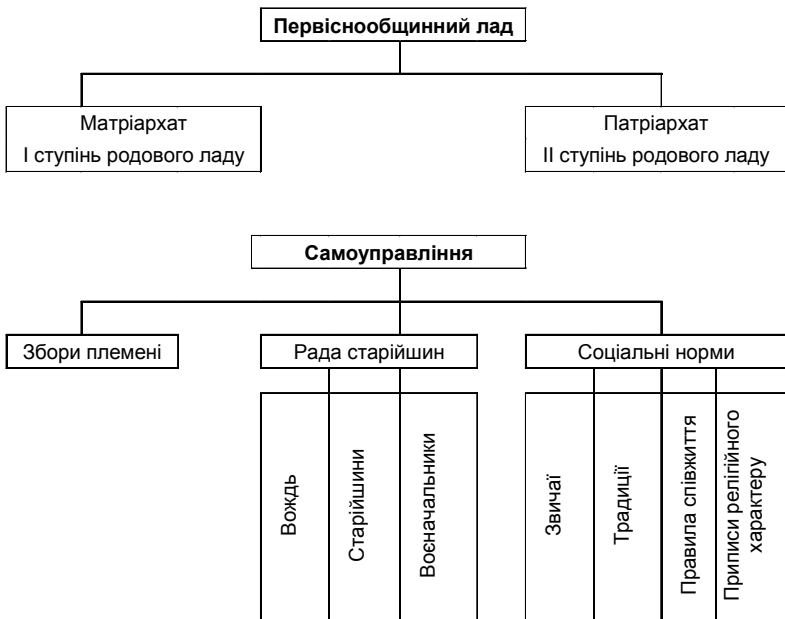 Первіснообщинний лад
Матріархат
І ступінь родового ладу
Патріархат
ІІ ступінь родового ладу
Самоуправління
Збори племені
Рада старійшин
Соціальні норми
Вождь
Старійшини
Воєначальники
Звичаї
Традиції
Правила співжиття
Приписи релігійного
характеру